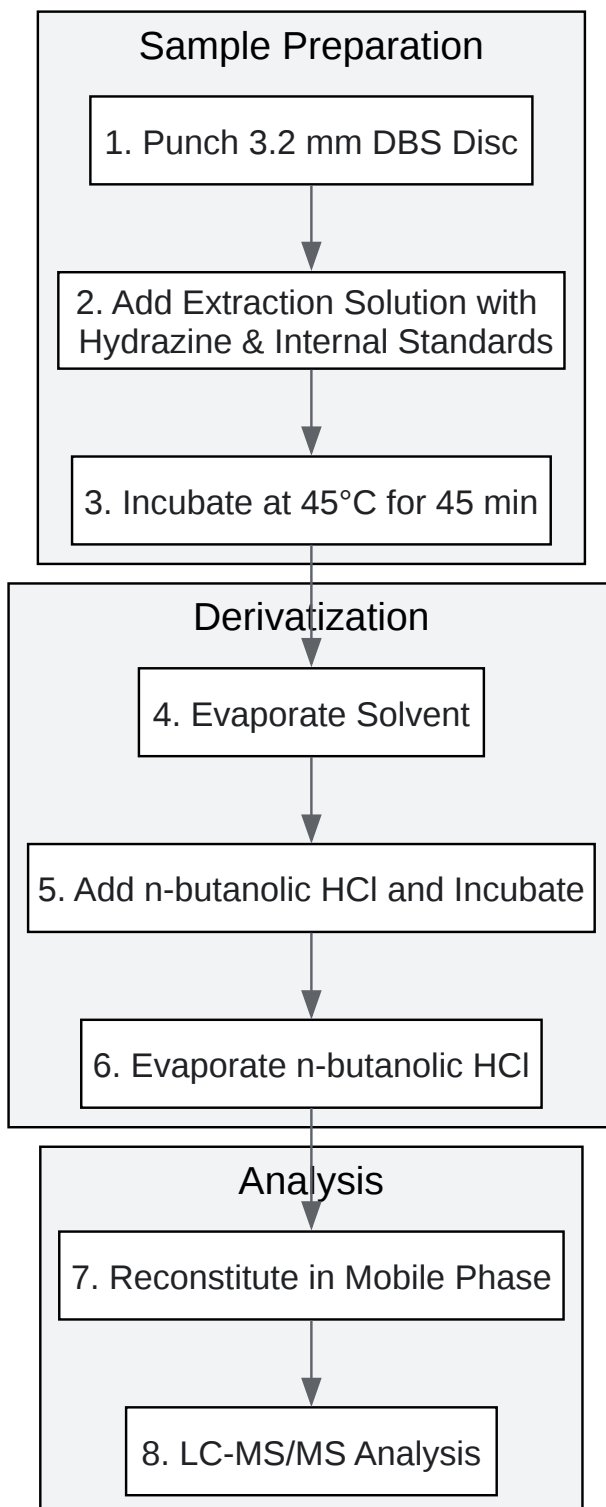 Sample Preparation
1. Punch 3.2 mm DBS Disc
2. Add Extraction Solution with
Hydrazine & Internal Standards
3. Incubate at 45°C for 45 min
Derivatization
4. Evaporate Solvent
5. Add n-butanolic HCl and Incubate
6. Evaporate n-butanolic HCl
Analysis
7. Reconstitute in Mobile Phase
8. LC-MS/MS Analysis